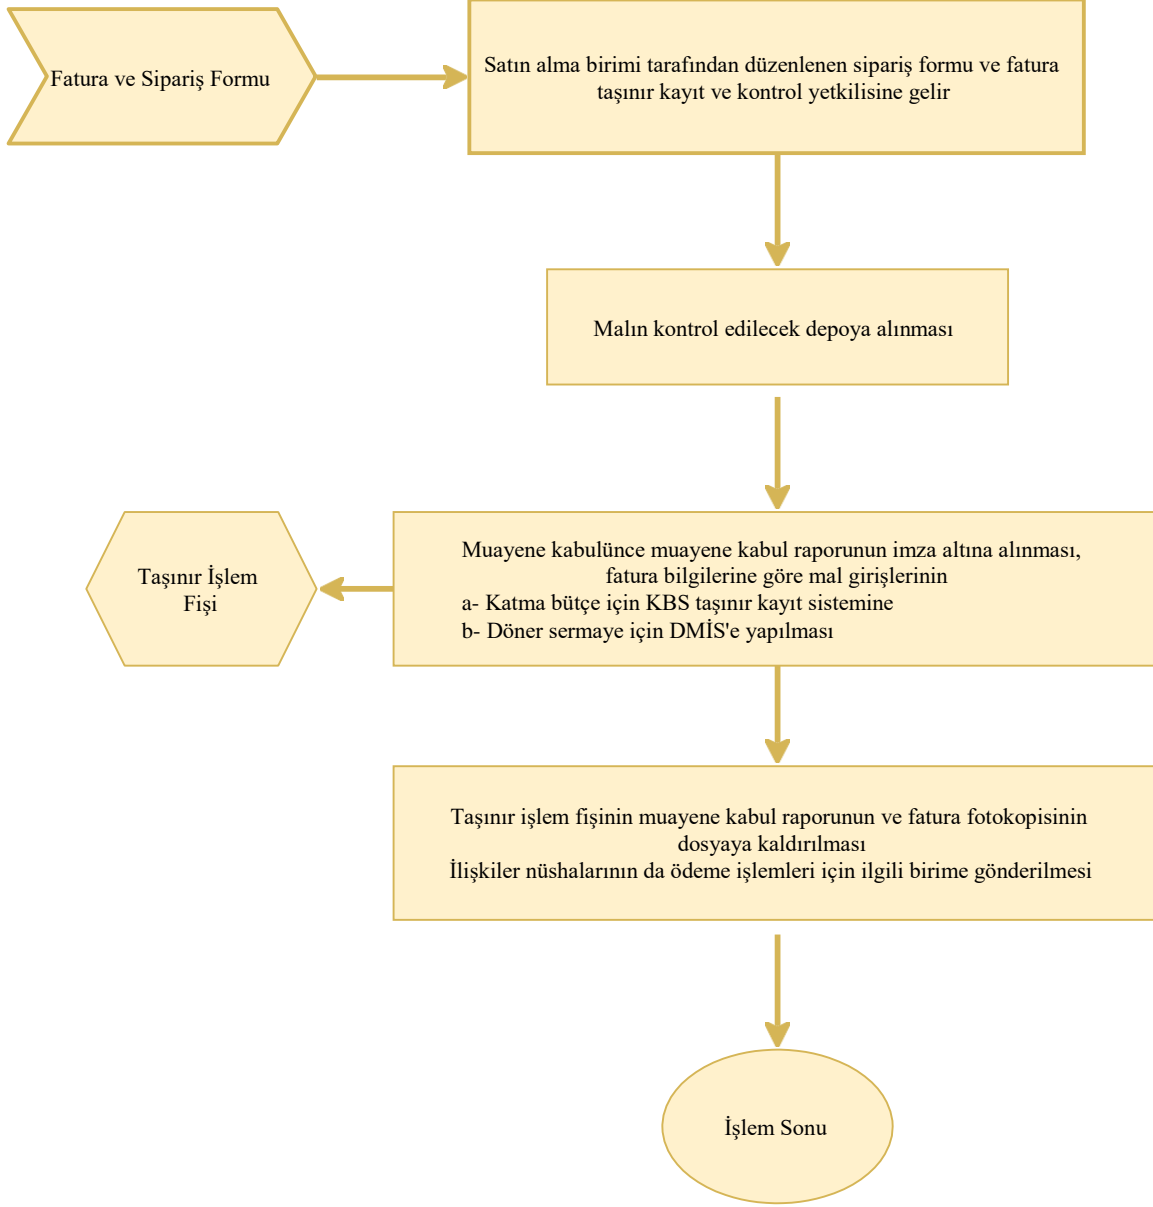 Fatura ve Sipariş Formu
Satın alma birimi tarafından düzenlenen sipariş formu ve fatura
taşınır kayıt ve kontrol yetkilisine gelir
Malın kontrol edilecek depoya alınması
Taşınır İşlem
Fişi
Muayene kabulünce muayene kabul raporunun imza altına alınması,
fatura bilgilerine göre mal girişlerinin
a- Katma bütçe için KBS taşınır kayıt sistemine
b- Döner sermaye için DMİS'e yapılması
Taşınır işlem fişinin muayene kabul raporunun ve fatura fotokopisinin
dosyaya kaldırılması
İlişkiler nüshalarının da ödeme işlemleri için ilgili birime gönderilmesi
İşlem Sonu